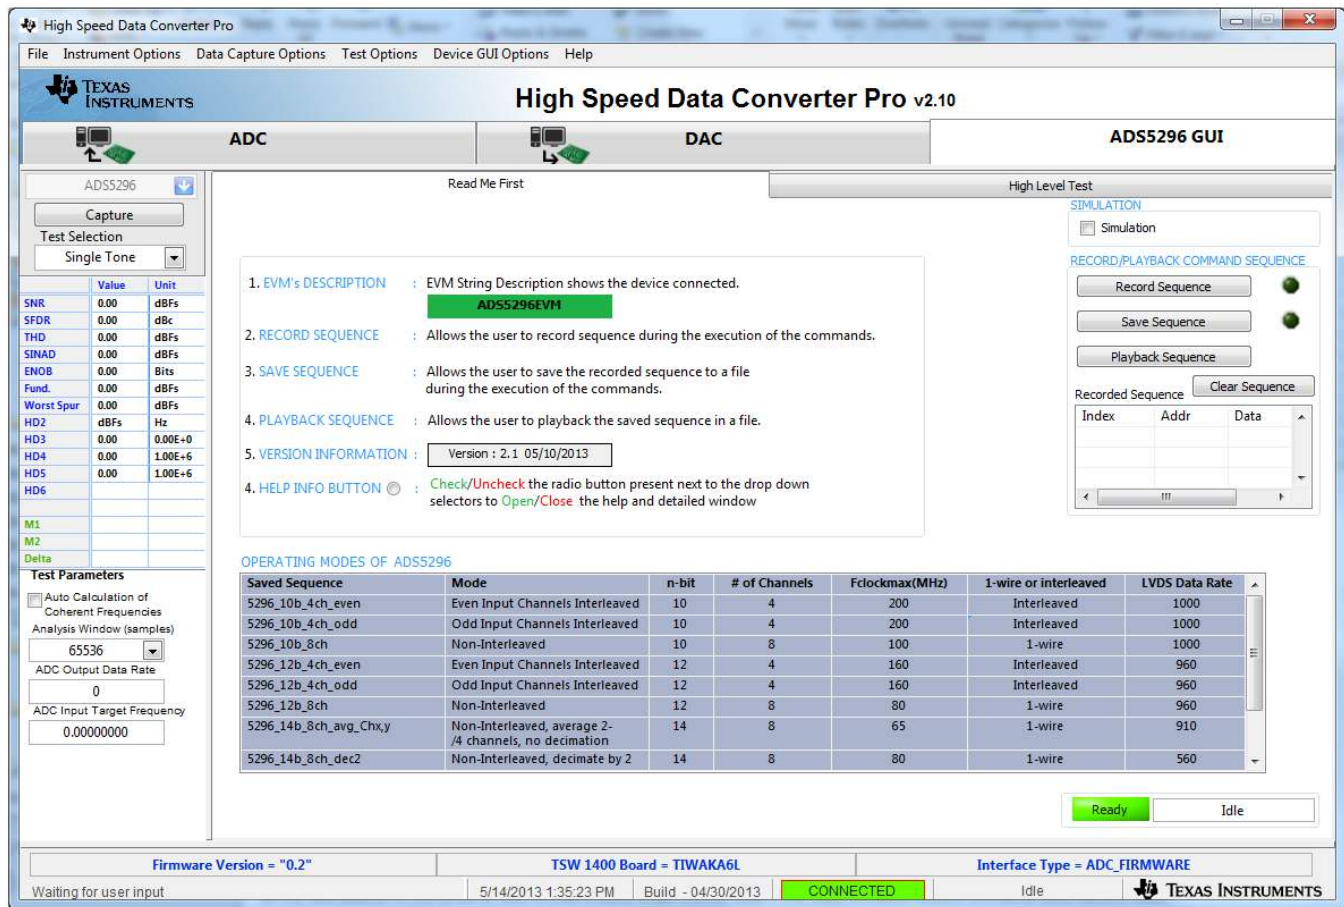 High Speed Data Converter Pro
File Instrument Options Data Capture Options Test Options Device GUI Options Help
TEXAS INSTRUMENTS
High Speed Data Converter Pro v2.10
ADC
DAC
ADS5296 GUI
ADS5296
Capture
Test Selection
Single Tone
Value Unit
SNR 0.00 dBFs
SFDR 0.00 dBc
THD 0.00 dBFs
SINAD 0.00 dBFs
ENOB 0.00 Bits
Fund. 0.00 dBFs
Worst Spur 0.00 dBFs
HD2 dBFs Hz
HD3 0.00 0.00E+0
HD4 0.00 1.00E+6
HD5 0.00 1.00E+6
HD6
M1
M2
Delta
Test Parameters
Auto Calculation of
Coherent Frequencies
Analysis Window (samples)
65536
ADC Output Data Rate
0
ADC Input Target Frequency
0.00000000
Read Me First
High Level Test
1. EVM's DESCRIPTION : EVM String Description shows the device connected.
ADS5296EVM
2. RECORD SEQUENCE : Allows the user to record sequence during the execution of the commands.
3. SAVE SEQUENCE : Allows the user to save the recorded sequence to a file
during the execution of the commands.
4. PLAYBACK SEQUENCE : Allows the user to playback the saved sequence in a file.
5. VERSION INFORMATION : Version : 2.1 05/10/2013
4. HELP INFO BUTTON : Check/Uncheck the radio button present next to the drop down
selectors to Open/Close the help and detailed window
SIMULATION
Simulation
RECORD/PLAYBACK COMMAND SEQUENCE
Record Sequence
Save Sequence
Playback Sequence
Recorded Sequence Clear Sequence
Index Addr Data
OPERATING MODES OF ADS5296
Saved Sequence Mode n-bit # of Channels Fclockmax(MHz) 1-wire or interleaved LVDS Data Rate
5296_10b_4ch_even Even Input Channels Interleaved 10 4 200 Interleaved 1000
5296_10b_4ch_odd Odd Input Channels Interleaved 10 4 200 Interleaved 1000
5296_10b_8ch Non-Interleaved 10 8 100 1-wire 1000
5296_12b_4ch_even Even Input Channels Interleaved 12 4 160 Interleaved 960
5296_12b_4ch_odd Odd Input Channels Interleaved 12 4 160 Interleaved 960
5296_12b_8ch Non-Interleaved 12 8 80 1-wire 960
5296_14b_8ch_avg_Chx,y Non-Interleaved, average 2- 14 8 65 1-wire 910
/4 channels, no decimation
5296_14b_8ch_dec2 Non-Interleaved, decimate by 2 14 8 80 1-wire 560
Ready Idle
Firmware Version = "0.2" TSW 1400 Board = TIWAKA6L Interface Type = ADC_FIRMWARE
Waiting for user input 5/14/2013 1:35:23 PM Build - 04/30/2013 CONNECTED Idle TEXAS INSTRUMENTS